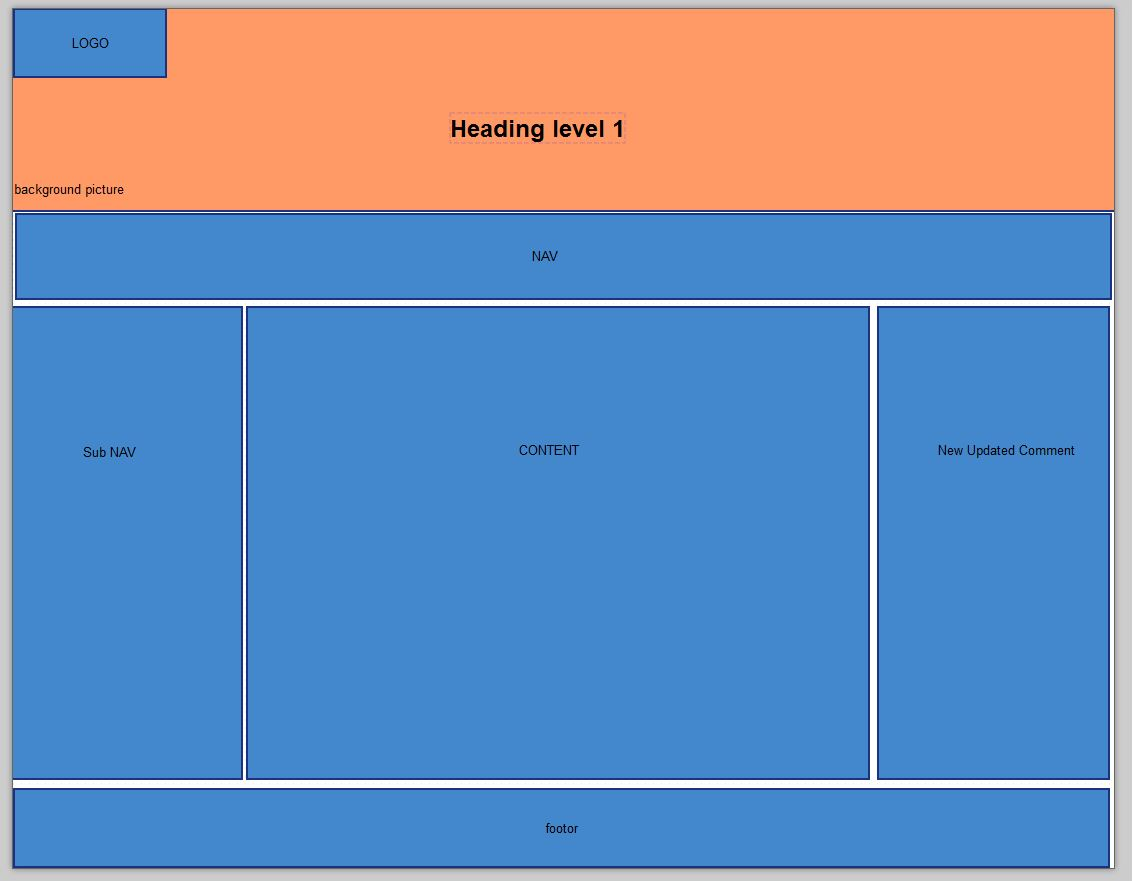 LOGO
Heading level 1
background picture
NAV
Sub NAV
CONTENT
New Updated Comment
footor